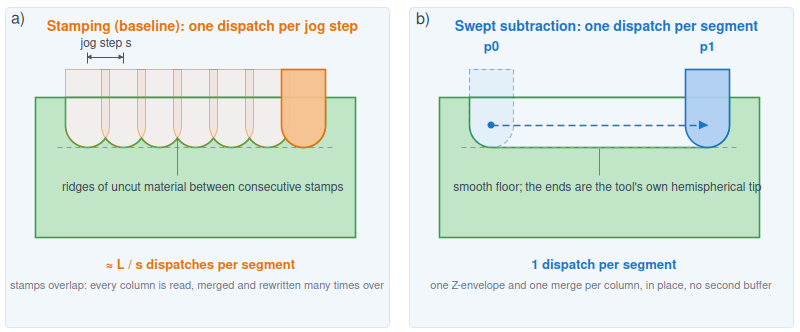 a)
Stamping (baseline): one dispatch per jog step
jog step s
ridges of uncut material between consecutive stamps
≈ L / s dispatches per segment
stamps overlap: every column is read, merged and rewritten many times over
b)
Swept subtraction: one dispatch per segment
p0
p1
smooth floor; the ends are the tool's own hemispherical tip
1 dispatch per segment
one Z-envelope and one merge per column, in place, no second buffer